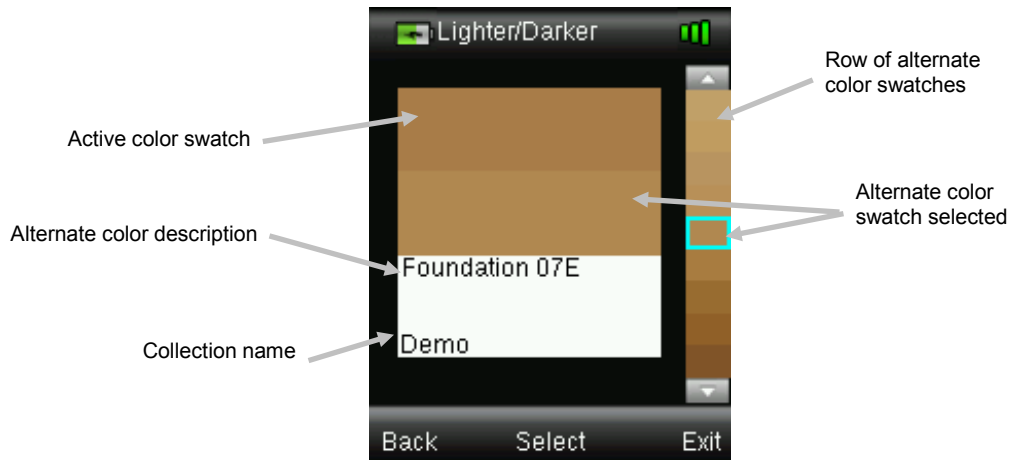 Lighter/Darker
Row of alternate
color swatches
Active color swatch
Alternate color
swatch selected
Alternate color description
Foundation 07E
Collection name
Demo
Back Select Exit